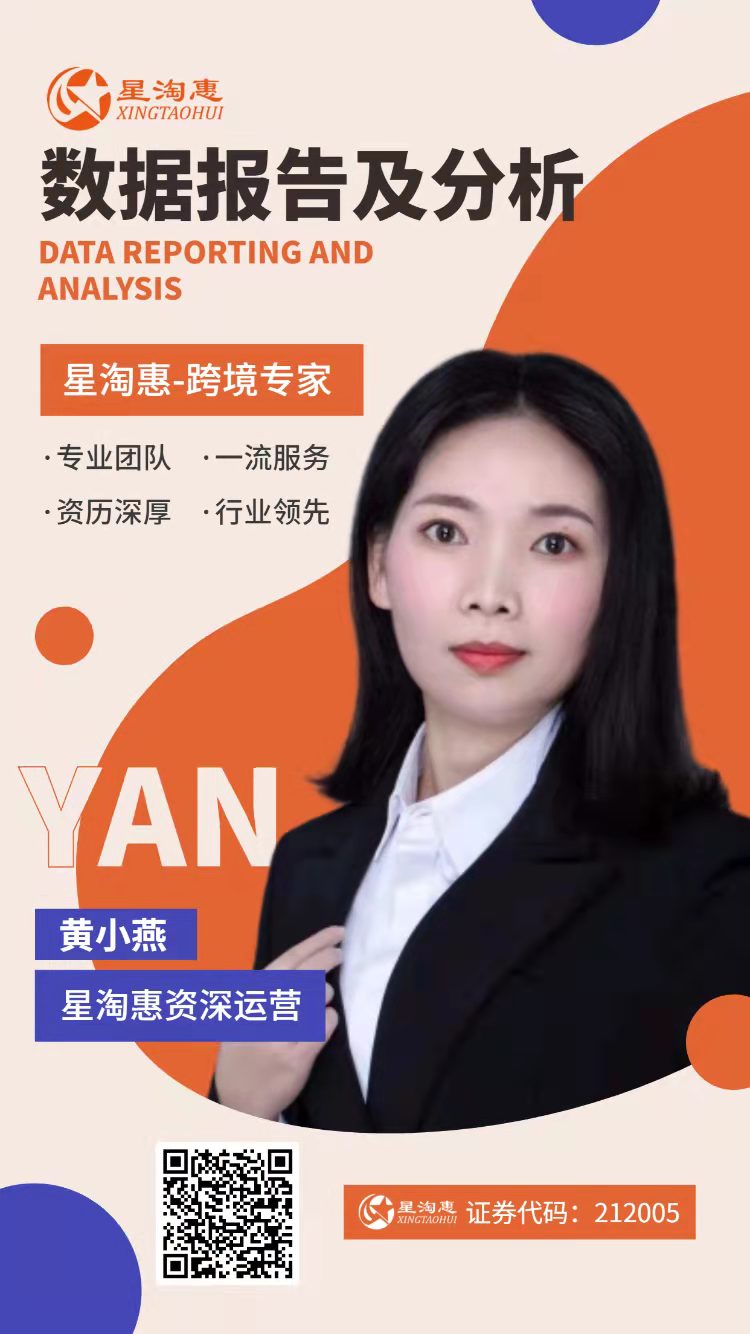 星淘惠
XINGTAOHUI
数据报告及分析
DATA REPORTING AND
ANALYSIS
星淘惠-跨境专家
·专业团队 ·一流服务
·资历深厚 ·行业领先
YAN
黄小燕
星淘惠资深运营
星淘惠
XINGTAOHUI
证券代码：212005